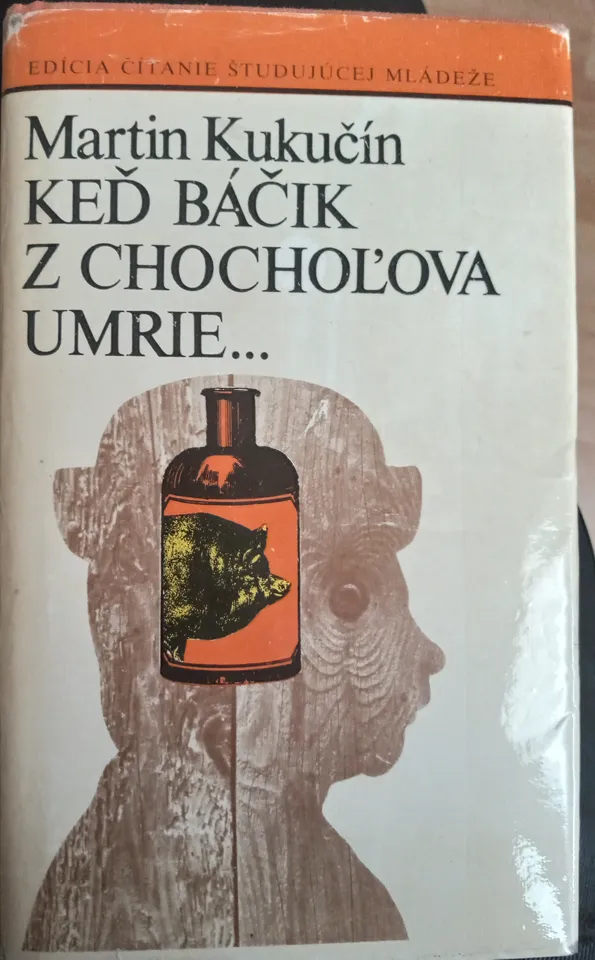 EDÍCIA ČÍTANIE ŠTUDUJÚCEJ MLÁDEŽE
Martin Kukučín
KEĎ BÁČIK
Z CHOCHOĽOVA
UMRIE...